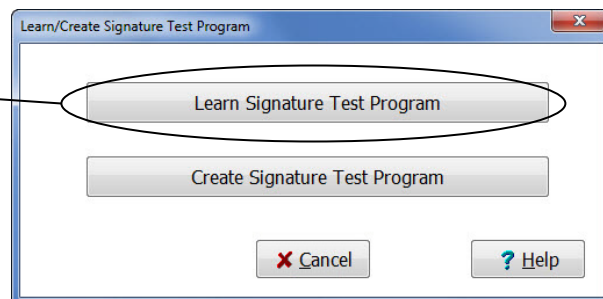 Learn/Create Signature Test Program
Learn Signature Test Program
Create Signature Test Program
Cancel
? Help